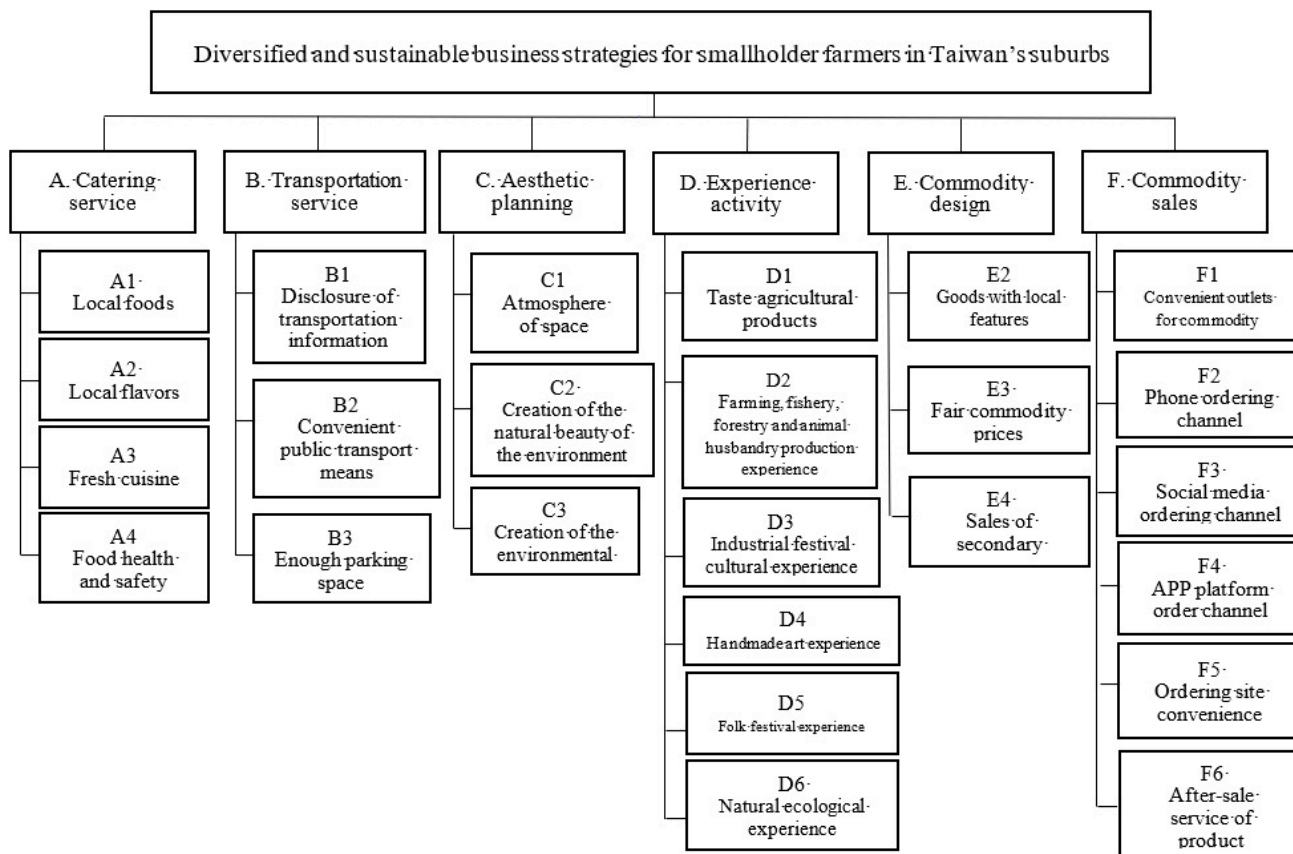 Diversified and sustainable business strategies for smallholder farmers in Taiwan's suburbs
A. Catering
service
B. Transportation
service
C. Aesthetic
planning
D. Experience
activity
E. Commodity
design
F. Commodity
sales
A1
Local foods
A2
Local flavors
A3
Fresh cuisine
A4
Food health
and safety
B1
Disclosure of
transportation
information
B2
Convenient
public transport
means
B3
Enough parking
space
C1
Atmosphere
of space
C2
Creation of the
natural beauty of
the environment
C3
Creation of the
environmental
D1
Taste agricultural
products
D2
Farming, fishery,
forestry and animal
husbandry production
experience
D3
Industrial festival
cultural experience
D4
Handmade art experience
D5
Folk festival experience
D6
Natural ecological
experience
E2
Goods with local
features
E3
Fair commodity
prices
E4
Sales of
secondary
F1
Convenient outlets
for commodity
F2
Phone ordering
channel
F3
Social media
ordering channel
F4
APP platform
order channel
F5
Ordering site
convenience
F6
After-sale
service of
product